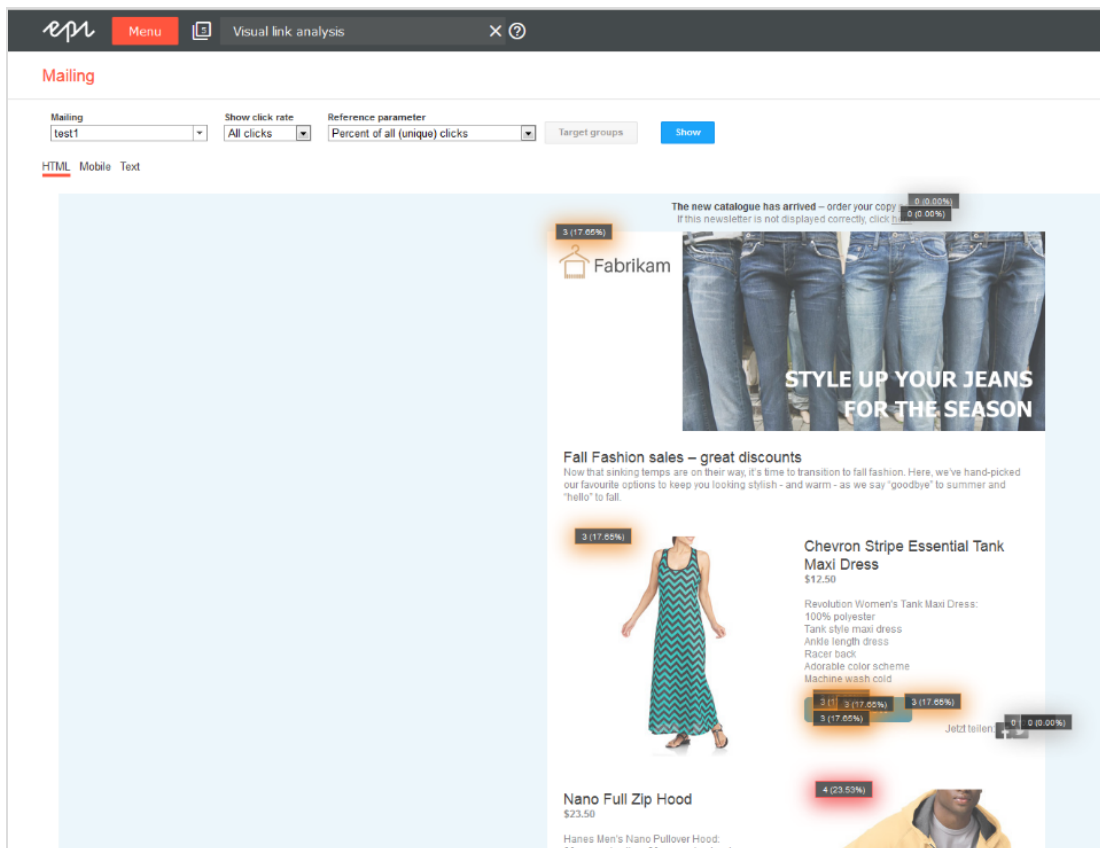 epi
Menu
5
Visual link analysis
Mailing
Mailing
Show click rate
Reference parameter
test1
All clicks
Percent of all (unique) clicks
Target groups
Show
HTML Mobile Text
The new catalogue has arrived – order your copy
0 (0.00%)
If this newsletter is not displayed correctly, click
0 (0.00%)
3 (17.65%)
Fabrikam
STYLE UP YOUR JEANS
FOR THE SEASON
Fall Fashion sales – great discounts
Now that sinking temps are on their way, it's time to transition to fall fashion. Here, we've hand-picked
our favourite options to keep you looking stylish - and warm - as we say "goodbye" to summer and
"hello" to fall.
3 (17.65%)
Chevron Stripe Essential Tank
Maxi Dress
$12.50
Revolution Women's Tank Maxi Dress:
100% polyester
Tank style maxi dress
Ankle length dress
Racer back
Adorable color scheme
Machine wash cold
3 (1
3 (17.65%)
3 (17.65%)
3 (17.65%)
Jetzt teilen:
0
0 (0.00%)
Nano Full Zip Hood
$23.50
4 (23.53%)
Hanes Men's Nano Pullover Hood: